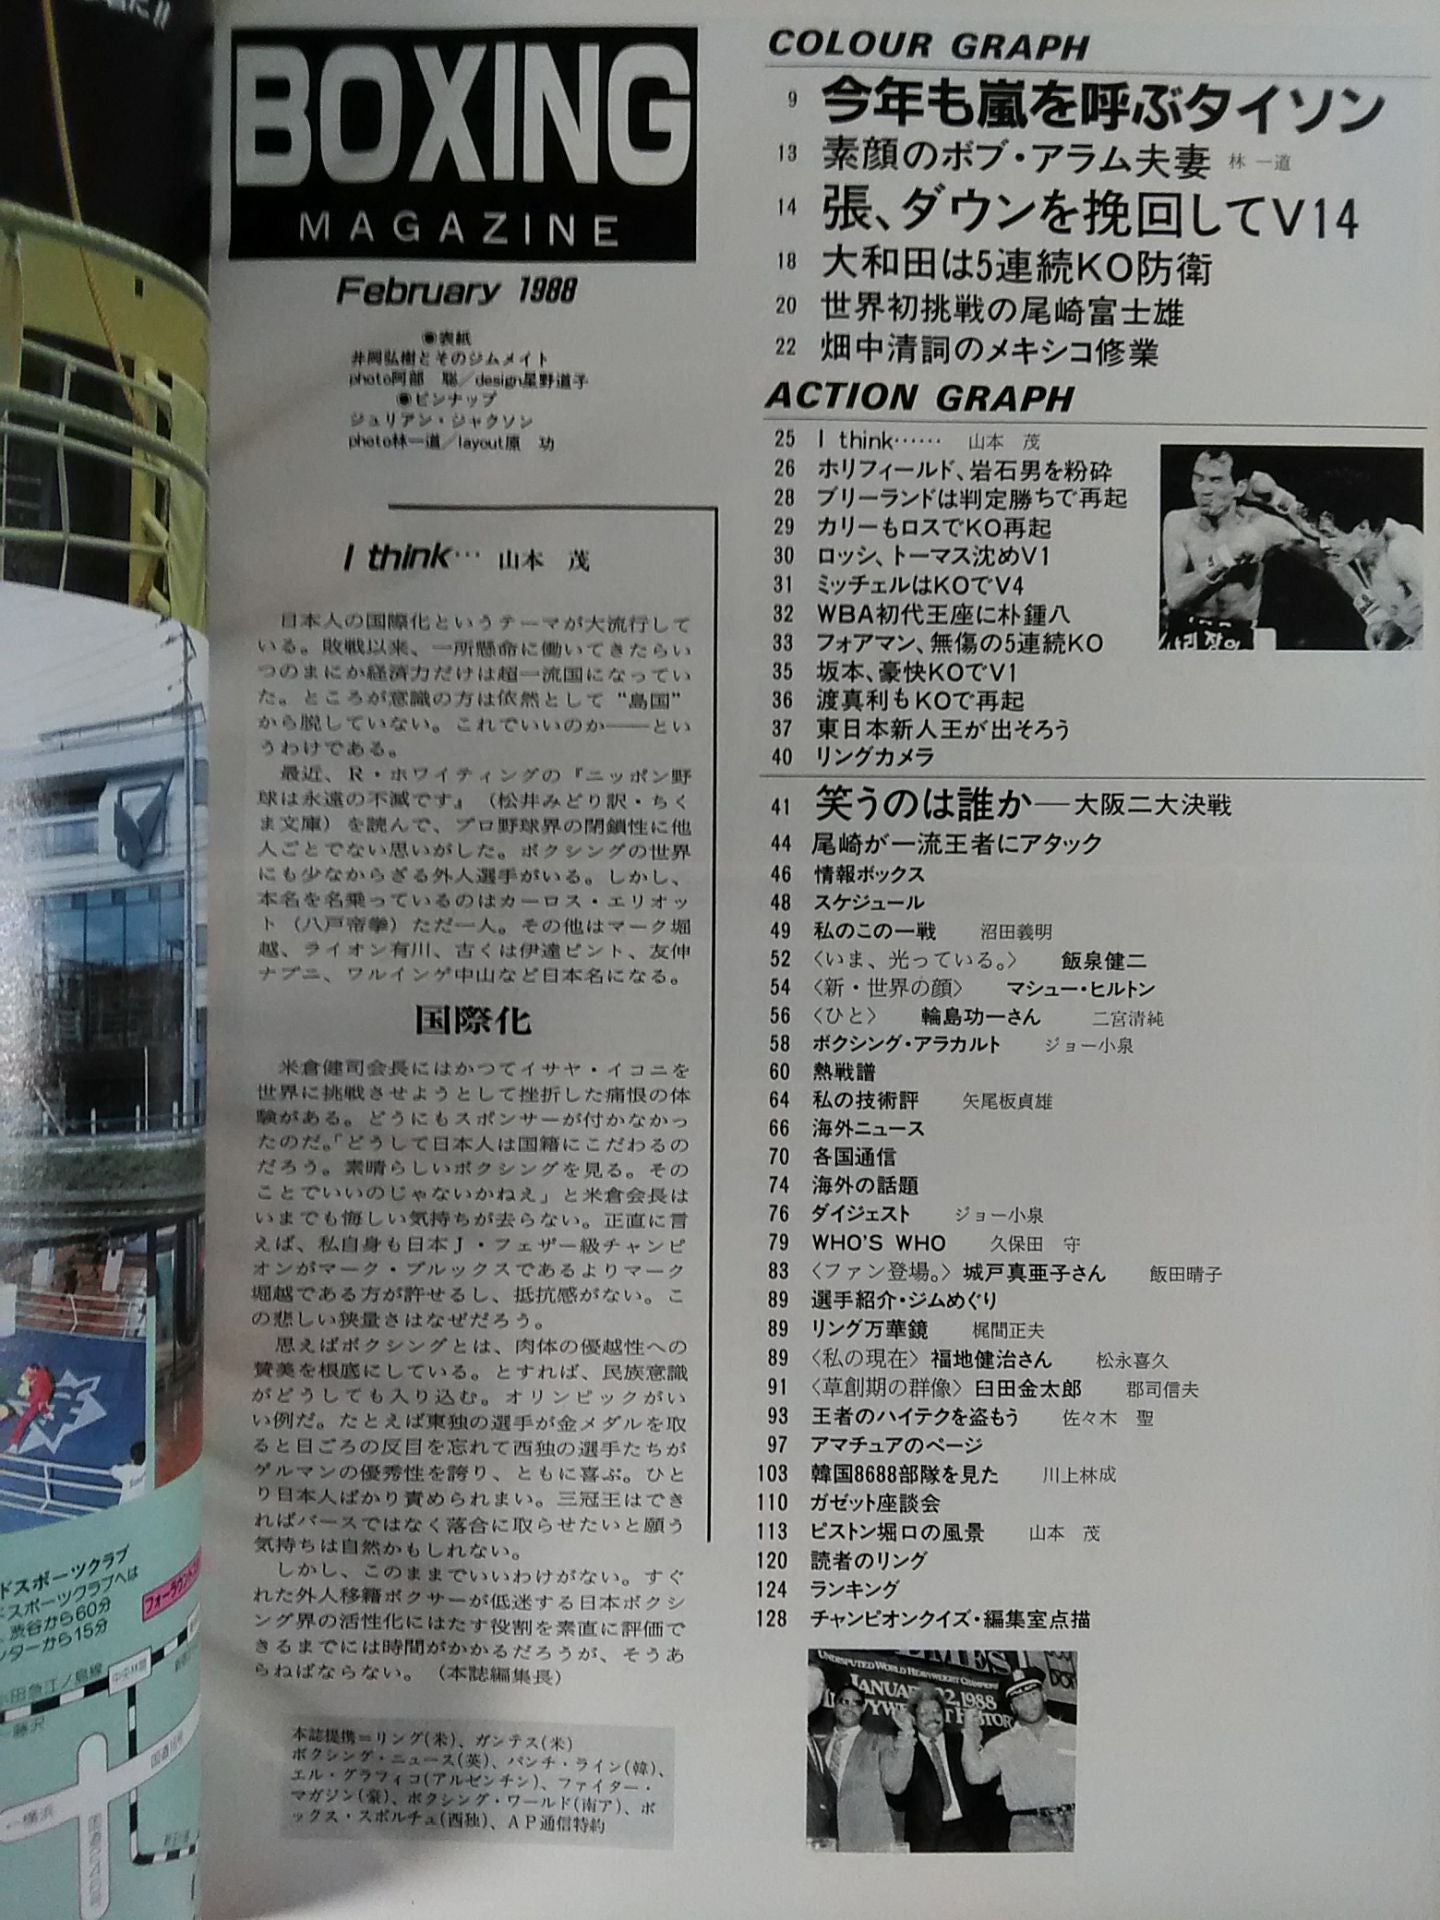 BOXING
MAGAZINE
February 1988
●表紙
井岡弘樹とそのジムメイト
photo阿部 聡／design星野道子
●ピンナップ
ジュリアン・ジャクソン
photo林一道／layout原 功
I think… 山本 茂
日本人の国際化というテーマが大流行して
いる。敗戦以来、一所懸命に働いてきたらい
つのまにか経済力だけは超一流国になってい
た。ところが意識の方は依然として“島国”
から脱していない。これでいいのか――とい
うわけである。
最近、R・ホワイティングの『ニッポン野
球は永遠の不滅です』（松井みどり訳・ちく
ま文庫）を読んで、プロ野球界の閉鎖性に他
人ごとでない思いがした。ボクシングの世界
にも少なからざる外人選手がいる。しかし、
本名を名乗っているのはカーロス・エリオッ
ト（八戸帝拳）ただ一人。その他はマーク堀
越、ライオン有川、古くは伊達ピント、友伸
ナプニ、ワルインゲ中山など日本名になる。
国際化
米倉健司会長にはかつてイサヤ・イコニを
世界に挑戦させようとして挫折した痛恨の体
験がある。どうにもスポンサーが付かなかっ
たのだ。「どうして日本人は国籍にこだわるの
だろう。素晴らしいボクシングを見る。その
ことでいいのじゃないかねえ」と米倉会長は
いまでも悔しい気持ちが去らない。正直に言
えば、私自身も日本J・フェザー級チャンピ
オンがマーク・ブルックスであるよりマーク
堀越である方が許せるし、抵抗感がない。こ
の悲しい狭量さはなぜだろう。
思えばボクシングとは、肉体の優越性への
賛美を根底にしている。とすれば、民族意識
がどうしても入り込む。オリンピックがい
い例だ。たとえば東独の選手が金メダルを取
ると日ごろの反目を忘れて西独の選手たちが
ゲルマンの優秀性を誇り、ともに喜ぶ。ひと
り日本人ばかり責められまい。三冠王はでき
ればバースではなく落合に取らせたいと願う
気持ちは自然かもしれない。
しかし、このままでいいわけがない。すぐ
れた外人移籍ボクサーが低迷する日本ボクシ
ング界の活性化にはたす役割を素直に評価で
きるまでには時間がかかるだろうが、そうあ
らねばならない。（本誌編集長）
本誌提携＝リング（米）、ガンテス（米）
ボクシング・ニュース（英）、パンチ・ライン（韓）、
エル・グラフィコ（アルゼンチン）、ファイター・
マガジン（豪）、ボクシング・ワールド（南ア）、ボ
ックス・スポルチェ（西独）、AP通信特約
COLOUR GRAPH
9 今年も嵐を呼ぶタイソン
13 素顔のボブ・アラム夫妻 林 一道
14 張、ダウンを挽回してV14
18 大和田は5連続KO防衛
20 世界初挑戦の尾崎富士雄
22 畑中清詞のメキシコ修業
ACTION GRAPH
25 I think…… 山本 茂
26 ホリフィールド、岩石男を粉砕
28 ブリーランドは判定勝ちで再起
29 カリーもロスでKO再起
30 ロッシ、トーマス沈めV1
31 ミッチェルはKOでV4
32 WBA初代王座に朴鍾八
33 フォアマン、無傷の5連続KO
35 坂本、豪快KOでV1
36 渡真利もKOで再起
37 東日本新人王が出そろう
40 リングカメラ
41 笑うのは誰か―大阪二大決戦
44 尾崎が一流王者にアタック
46 情報ボックス
48 スケジュール
49 私のこの一戦 沼田義明
52 〈いま、光っている。〉 飯泉健二
54 〈新・世界の顔〉 マシュー・ヒルトン
56 〈ひと〉 輪島功一さん 二宮清純
58 ボクシング・アラカルト ジョー小泉
60 熱戦譜
64 私の技術評 矢尾板貞雄
66 海外ニュース
70 各国通信
74 海外の話題
76 ダイジェスト ジョー小泉
79 WHO'S WHO 久保田 守
83 〈ファン登場。〉城戸真亜子さん 飯田晴子
89 選手紹介・ジムめぐり
89 リング万華鏡 梶間正夫
89 〈私の現在〉福地健治さん 松永喜久
91 〈草創期の群像〉臼田金太郎 郡司信夫
93 王者のハイテクを盗もう 佐々木 聖
97 アマチュアのページ
103 韓国8688部隊を見た 川上林成
110 ガゼット座談会
113 ピストン堀口の風景 山本 茂
120 読者のリング
124 ランキング
128 チャンピオンクイズ・編集室点描
UNDISPUTED WORLD HEAVYWEIGHT CHAMPION
ドスポーツクラブ
スポーツクラブへは
渋谷から60分
ンターから15分
小田急江ノ島線
中央林間
藤沢
←横浜